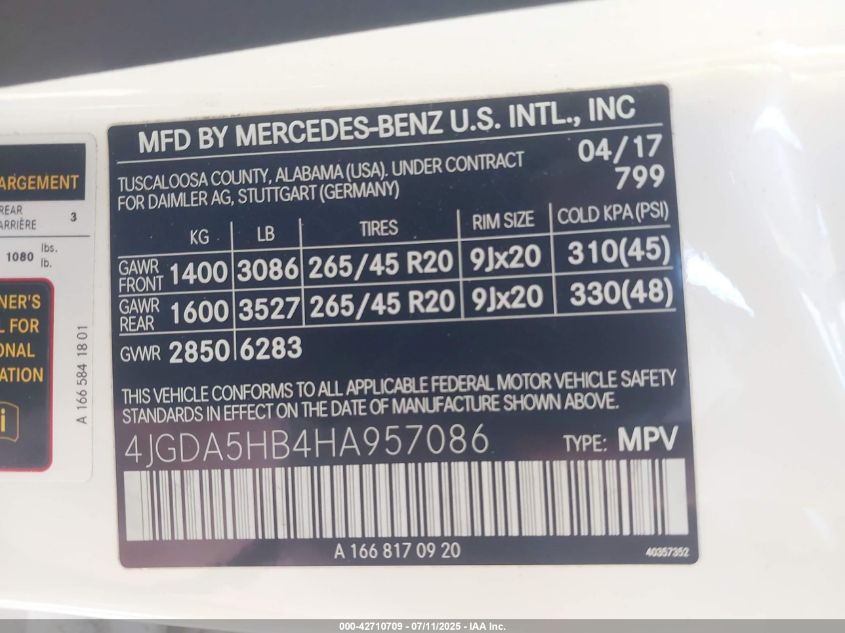 MFD BY MERCEDES-BENZ U.S. INTL., INC
TUSCALOOSA COUNTY, ALABAMA (USA). UNDER CONTRACT 04/17
FOR DAIMLER AG, STUTTGART (GERMANY) 799
KG LB TIRES RIM SIZE COLD KPA (PSI)
GAWR FRONT 1400 3086 265/45 R20 9Jx20 310(45)
GAWR REAR 1600 3527 265/45 R20 9Jx20 330(48)
GVWR 2850 6283
THIS VEHICLE CONFORMS TO ALL APPLICABLE FEDERAL MOTOR VEHICLE SAFETY
STANDARDS IN EFFECT ON THE DATE OF MANUFACTURE SHOWN ABOVE.
4JGDA5HB4HA957086 TYPE: MPV
A 166 817 09 20 40357352
ARGEMENT
REAR
ARRIÈRE 3
1080 lbs.
lb.
NER'S
L FOR
ONAL
ATION
i
A 166 584 18 01
000-42710709 - 07/11/2025 - IAA Inc.